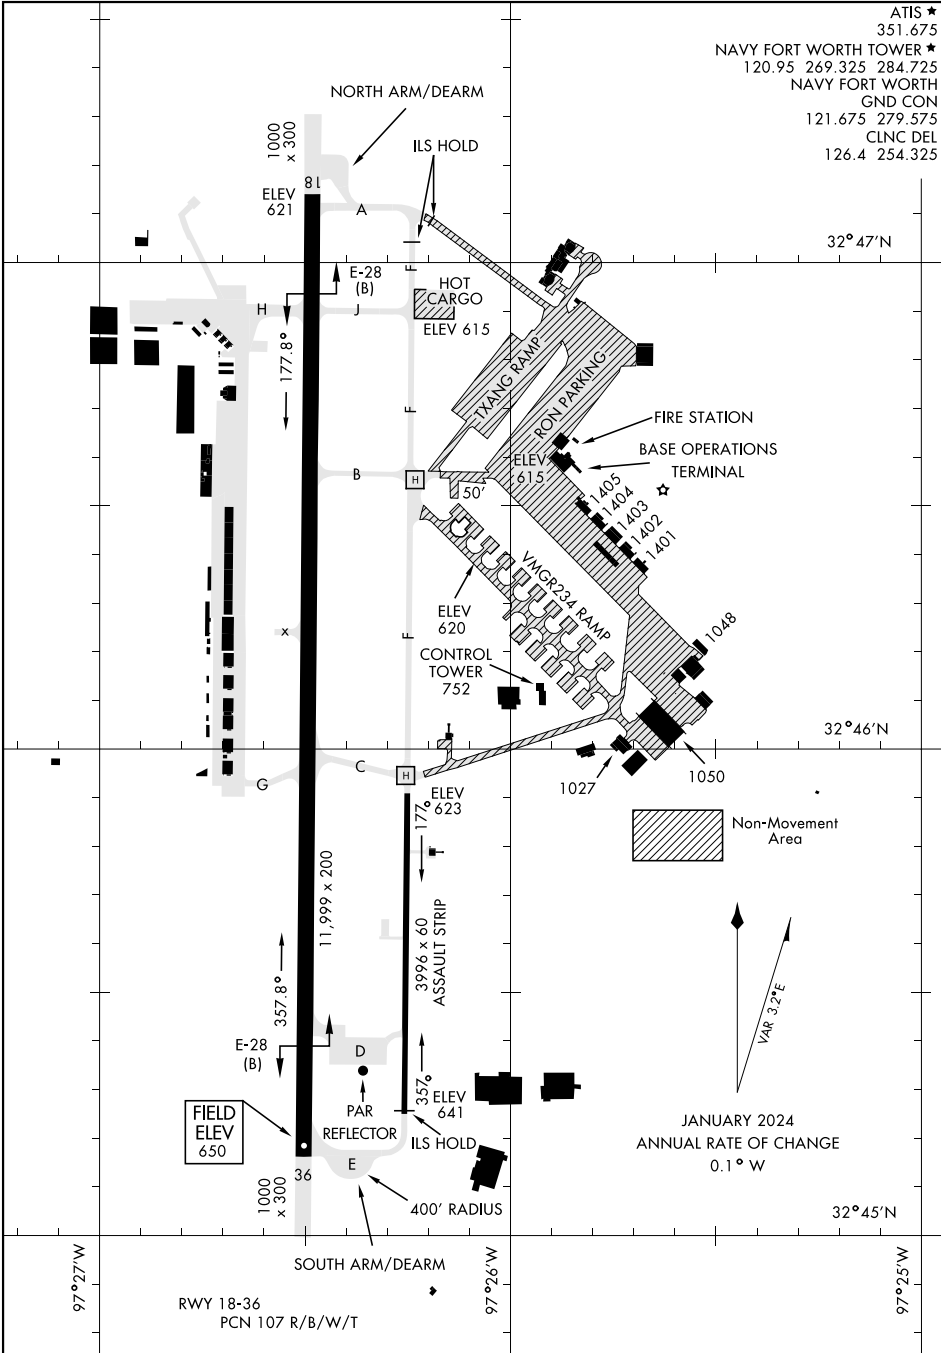 ATIS ★
351.675
NAVY FORT WORTH TOWER ★
120.95 269.325 284.725
NAVY FORT WORTH
GND CON
121.675 279.575
CLNC DEL
126.4 254.325
NORTH ARM/DEARM
1000
x 300
ILS HOLD
18
ELEV
621
A
32°47'N
E-28
(B)
F
HOT
CARGO
H
J
ELEV 615
177.8°
TXANG RAMP
RON PARKING
F
FIRE STATION
BASE OPERATIONS
TERMINAL
ELEV
615
B
H
50'
1405
1404
1403
1402
1401
VMGR234 RAMP
ELEV
620
X
F
1048
CONTROL
TOWER
752
32°46'N
C
G
H
ELEV
623
1027
1050
177°
Non-Movement
Area
11,999 x 200
3996 x 60
ASSAULT STRIP
357.8°
VAR 3.2°E
E-28
(B)
D
357°
ELEV
641
PAR
REFLECTOR
FIELD
ELEV
650
ILS HOLD
JANUARY 2024
ANNUAL RATE OF CHANGE
0.1° W
E
36
1000
x 300
400' RADIUS
32°45'N
SOUTH ARM/DEARM
97°27'W
97°26'W
97°25'W
RWY 18-36
PCN 107 R/B/W/T